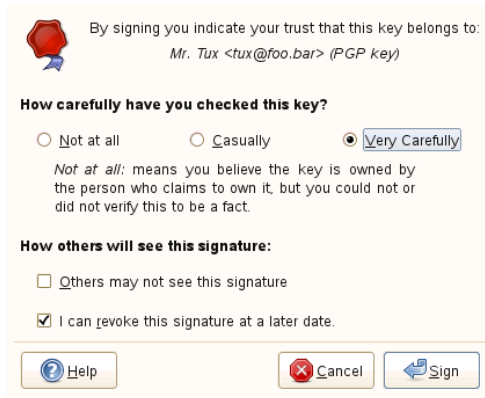 By signing you indicate your trust that this key belongs to:
Mr. Tux <tux@foo.bar> (PGP key)
How carefully have you checked this key?
Not at all Casually Very Carefully
Not at all: means you believe the key is owned by
the person who claims to own it, but you could not or
did not verify this to be a fact.
How others will see this signature:
Others may not see this signature
I can revoke this signature at a later date.
Help Cancel Sign